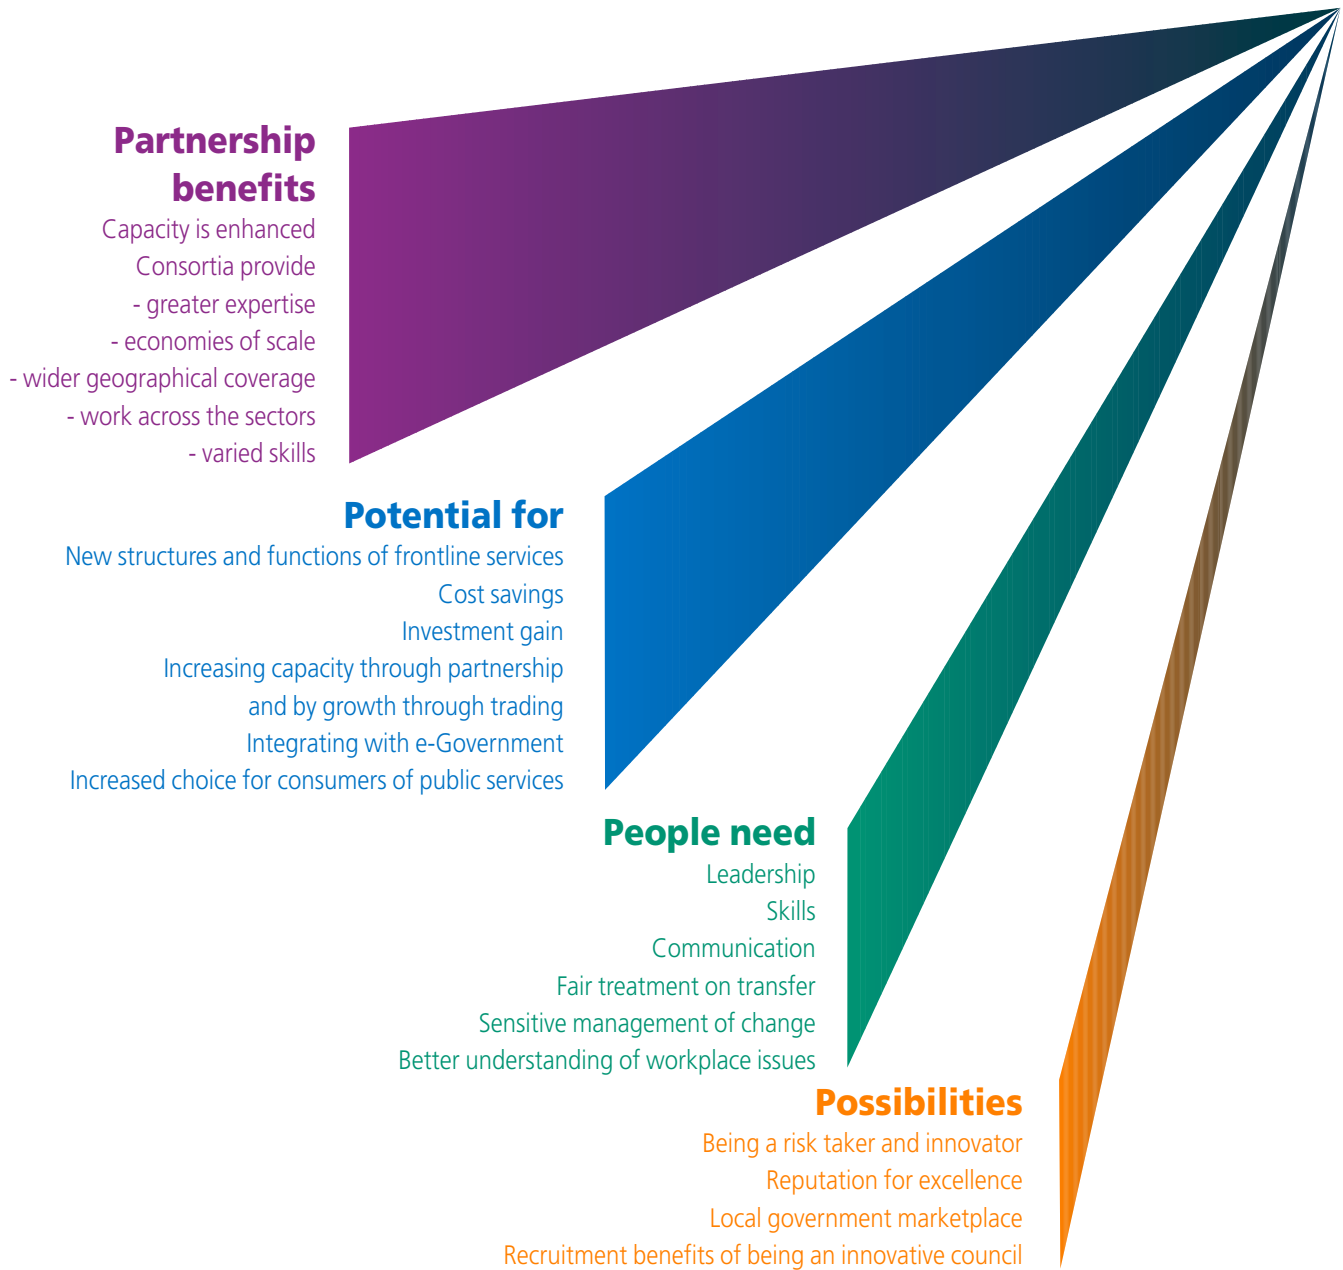 Partnership
benefits
Capacity is enhanced
Consortia provide
- greater expertise
- economies of scale
- wider geographical coverage
- work across the sectors
- varied skills
Potential for
New structures and functions of frontline services
Cost savings
Investment gain
Increasing capacity through partnership
and by growth through trading
Integrating with e-Government
Increased choice for consumers of public services
People need
Leadership
Skills
Communication
Fair treatment on transfer
Sensitive management of change
Better understanding of workplace issues
Possibilities
Being a risk taker and innovator
Reputation for excellence
Local government marketplace
Recruitment benefits of being an innovative council